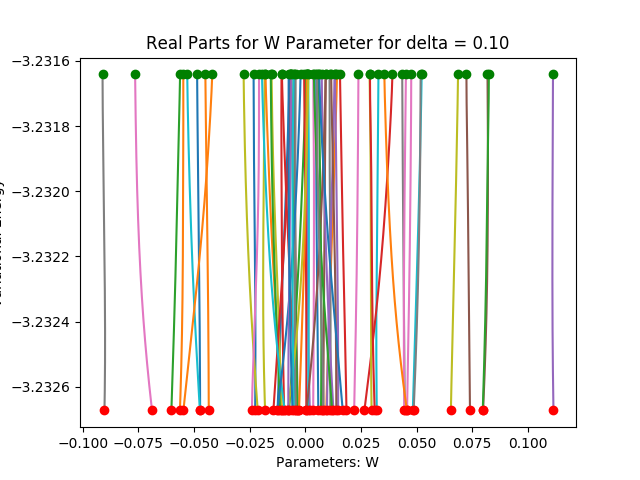 Real Parts for W Parameter for delta = 0.10
−3.2316
−3.2318
−3.2320
−3.2322
−3.2324
−3.2326
−0.100 −0.075 −0.050 −0.025 0.000 0.025 0.050 0.075 0.100
Parameters: W